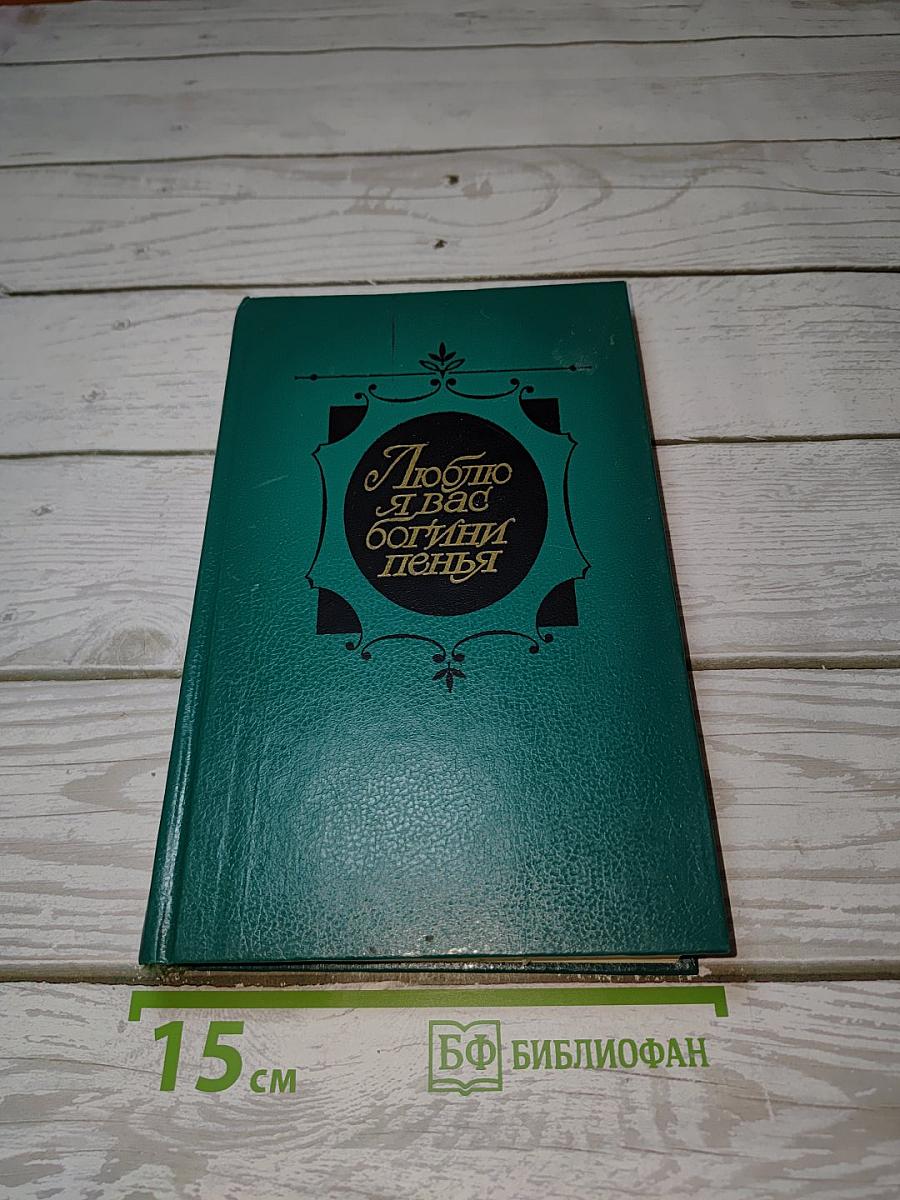 Люблю
я вас
богини
пенья
15 см
БФ БИБЛИОФАН